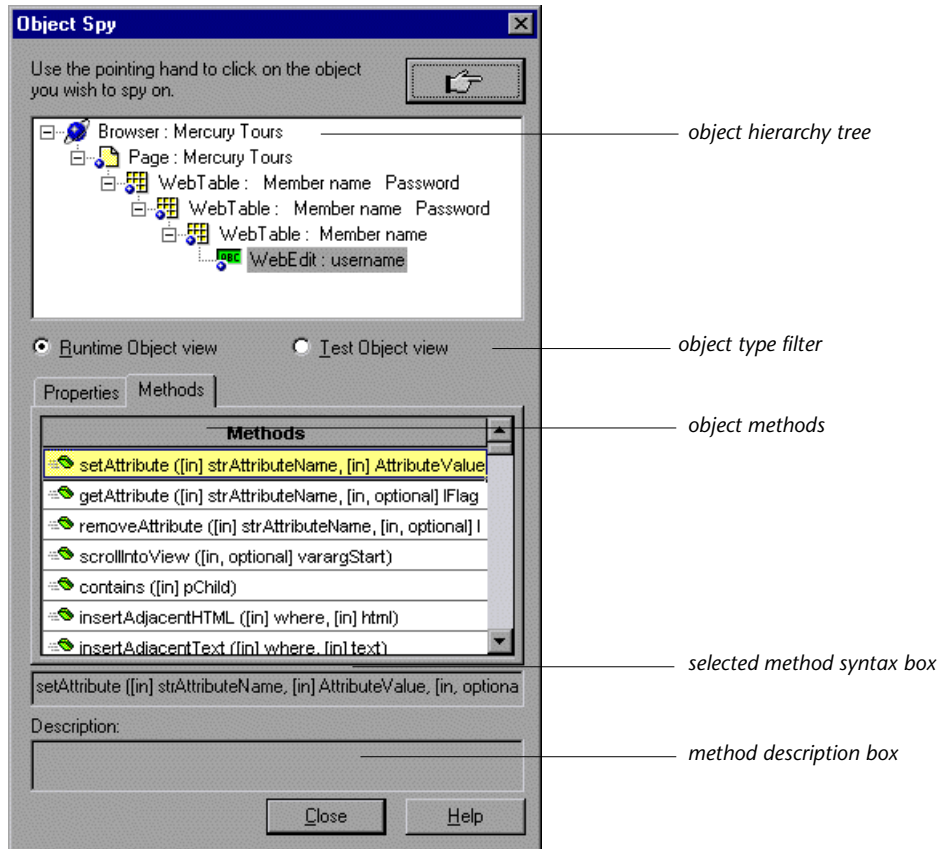 Object Spy
Use the pointing hand to click on the object
you wish to spy on.
Browser : Mercury Tours
object hierarchy tree
Page : Mercury Tours
WebTable : Member name Password
WebTable : Member name Password
WebTable : Member name
ABC WebEdit : username
Runtime Object view
Test Object view
object type filter
Properties
Methods
Methods
object methods
setAttribute ([in] strAttributeName, [in] AttributeValue
getAttribute ([in] strAttributeName, [in, optional] lFlag
removeAttribute ([in] strAttributeName, [in, optional] l
scrollIntoView ([in, optional] varargStart)
contains ([in] pChild)
insertAdjacentHTML ([in] where, [in] html)
insertAdjacentText ([in] where, [in] text)
selected method syntax box
setAttribute ([in] strAttributeName, [in] AttributeValue, [in, optiona
Description:
method description box
Close
Help